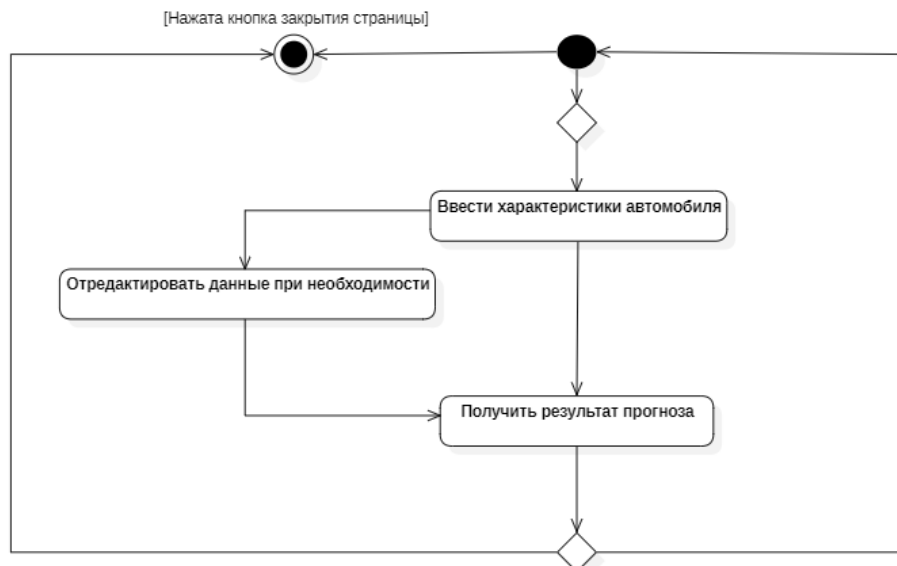 [Нажата кнопка закрытия страницы]
Ввести характеристики автомобиля
Отредактировать данные при необходимости
Получить результат прогноза